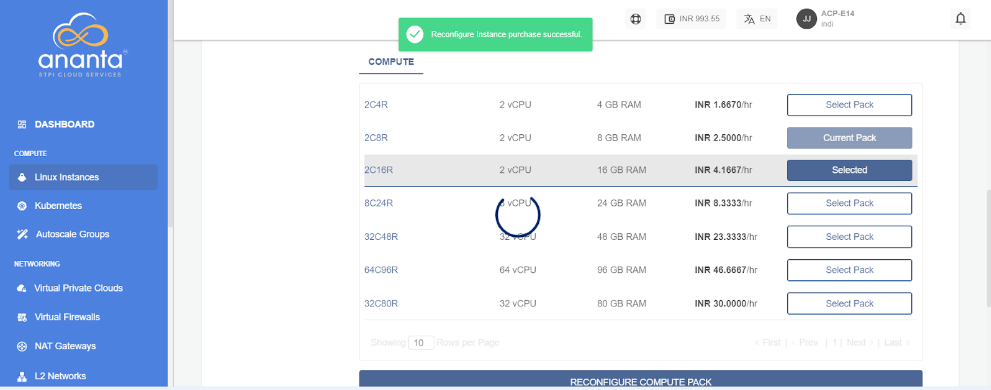 INR 993.55
EN
JJ
ACP-E14
indi
Reconfigure Instance purchase successful.
ananta
STPI CLOUD SERVICES
DASHBOARD
COMPUTE
Linux Instances
Kubernetes
Autoscale Groups
NETWORKING
Virtual Private Clouds
Virtual Firewalls
NAT Gateways
L2 Networks
COMPUTE
2C4R 2 vCPU 4 GB RAM INR 1.6670/hr Select Pack
2C8R 2 vCPU 8 GB RAM INR 2.5000/hr Current Pack
2C16R 2 vCPU 16 GB RAM INR 4.1667/hr Selected
8C24R 8 vCPU 24 GB RAM INR 8.3333/hr Select Pack
32C48R 32 vCPU 48 GB RAM INR 23.3333/hr Select Pack
64C96R 64 vCPU 96 GB RAM INR 46.6667/hr Select Pack
32C80R 32 vCPU 80 GB RAM INR 30.0000/hr Select Pack
Showing 10 Rows per Page « First | ‹ Prev | 1 | Next › | Last »
RECONFIGURE COMPUTE PACK